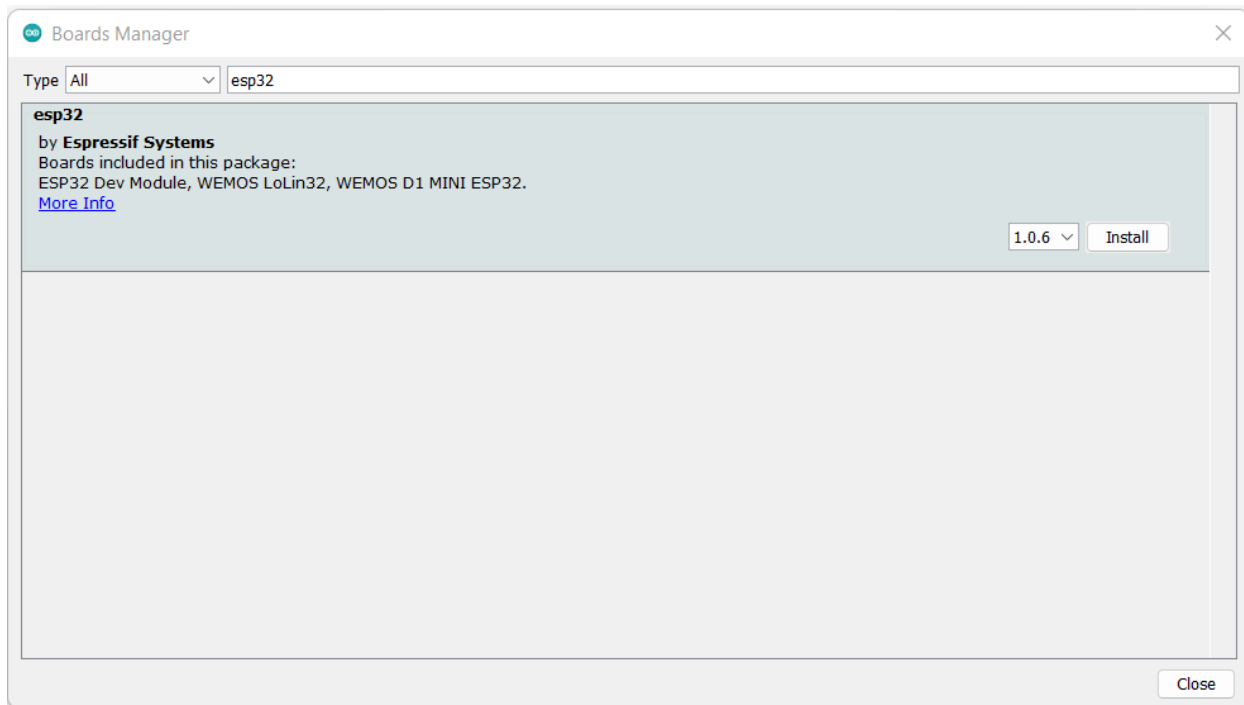 Boards Manager
Type All esp32
esp32
by Espressif Systems
Boards included in this package:
ESP32 Dev Module, WEMOS LoLin32, WEMOS D1 MINI ESP32.
More Info
1.0.6 Install
Close